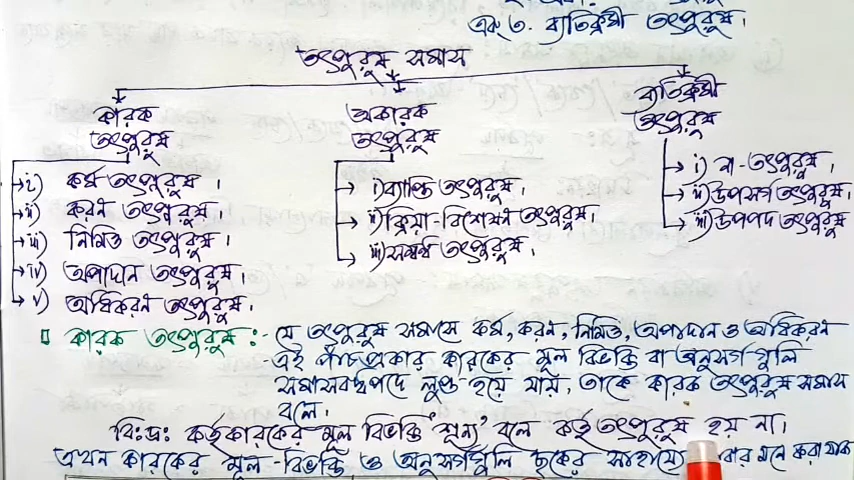 এবং ৩. ব্যতিক্রমী তৎপুরুষ।
তৎপুরুষ সমাস
কারক তৎপুরুষ
i) কর্ম তৎপুরুষ।
ii) করণ তৎপুরুষ।
iii) নিমিত্ত তৎপুরুষ।
iv) অপাদান তৎপুরুষ।
v) অধিকরণ তৎপুরুষ।
অকারক তৎপুরুষ
i) ব্যাপ্তি তৎপুরুষ।
ii) ক্রিয়া-বিশেষণ তৎপুরুষ।
iii) সম্বন্ধ তৎপুরুষ।
ব্যতিক্রমী তৎপুরুষ
i) না-তৎপুরুষ।
ii) উপসর্গ তৎপুরুষ।
iii) উপপদ তৎপুরুষ
কারক তৎপুরুষ :- যে তৎপুরুষ সমাসে কর্ম, করণ, নিমিত্ত, অপাদান ও অধিকরণ
এই পাঁচপ্রকার কারকের মূল বিভক্তি বা অনুসর্গ গুলি
সমাসবদ্ধপদে লুপ্ত হয়ে যায়, তাকে কারক তৎপুরুষ সমাস
বলে।
বিঃদ্রঃ কর্তৃকারকের মূল বিভক্তি 'শূন্য' বলে কর্তৃ তৎপুরুষ হয় না।
এখন কারকের মূল-বিভক্তি ও অনুসর্গগুলি ছকের সাহায্যে মনে করা যাক